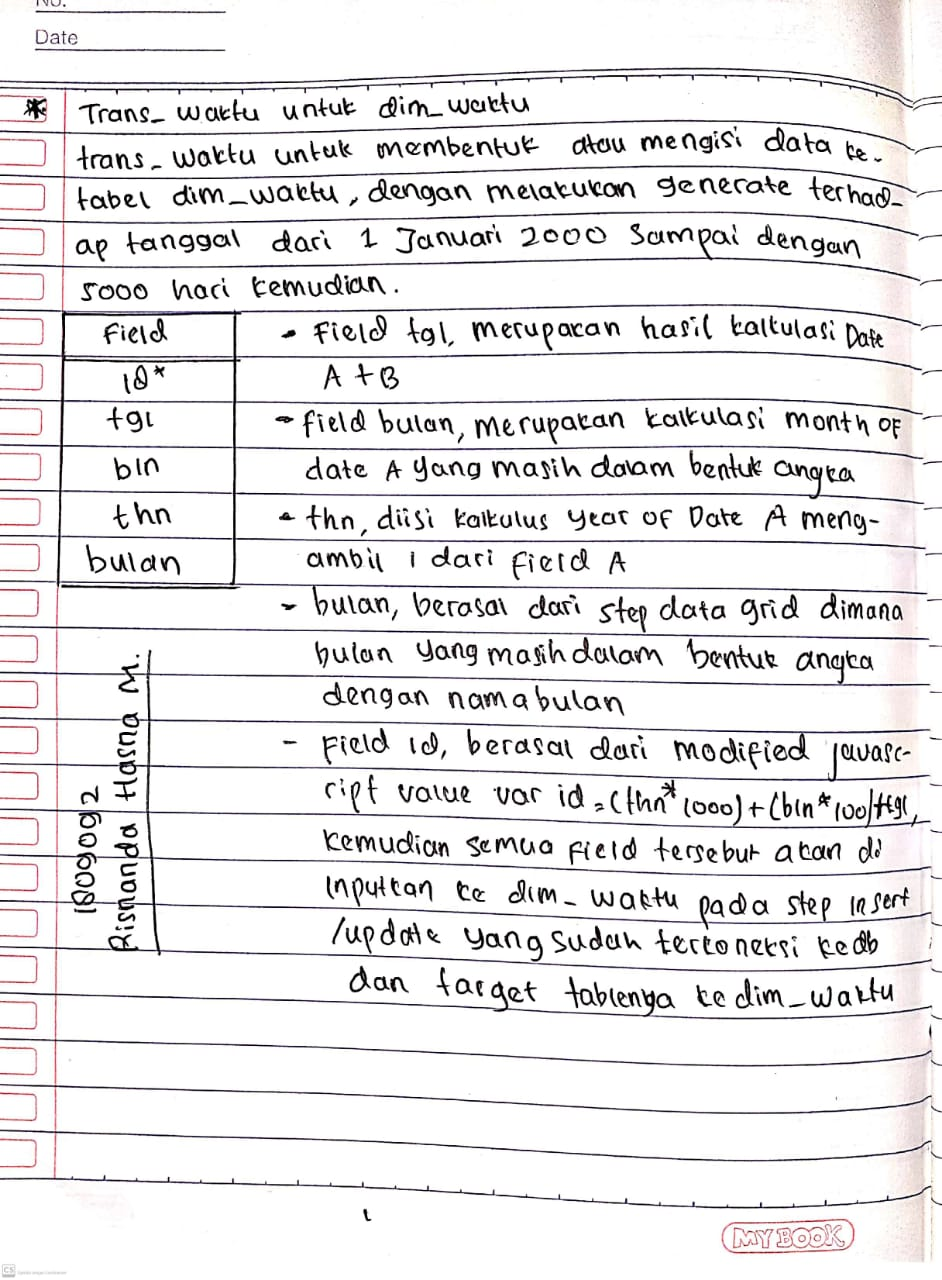 No.
Date
* Trans_waktu untuk dim_waktu
trans_waktu untuk membentuk atau mengisi data ke-
tabel dim_waktu, dengan melakukan generate terhad-
ap tanggal dari 1 Januari 2000 sampai dengan
5000 hari kemudian.
Field
id*
tgl
bln
thn
bulan
- Field tgl, merupakan hasil kalkulasi Date
A + B
- field bulan, merupakan kalkulasi month of
date A yang masih dalam bentuk angka
- thn, diisi kalkulus year of Date A meng-
ambil 1 dari field A
- bulan, berasal dari step data grid dimana
bulan yang masih dalam bentuk angka
dengan nama bulan
- Field id, berasal dari modified javasc-
ript value var id = (thn*1000)+(bln*100)+tgl,
kemudian semua field tersebut akan di
inputkan ke dim_waktu pada step insert
/update yang sudah terkoneksi ke db
dan target tablenya ke dim_waktu
18090092
Risnanda Hasna M.
MY BOOK
CS